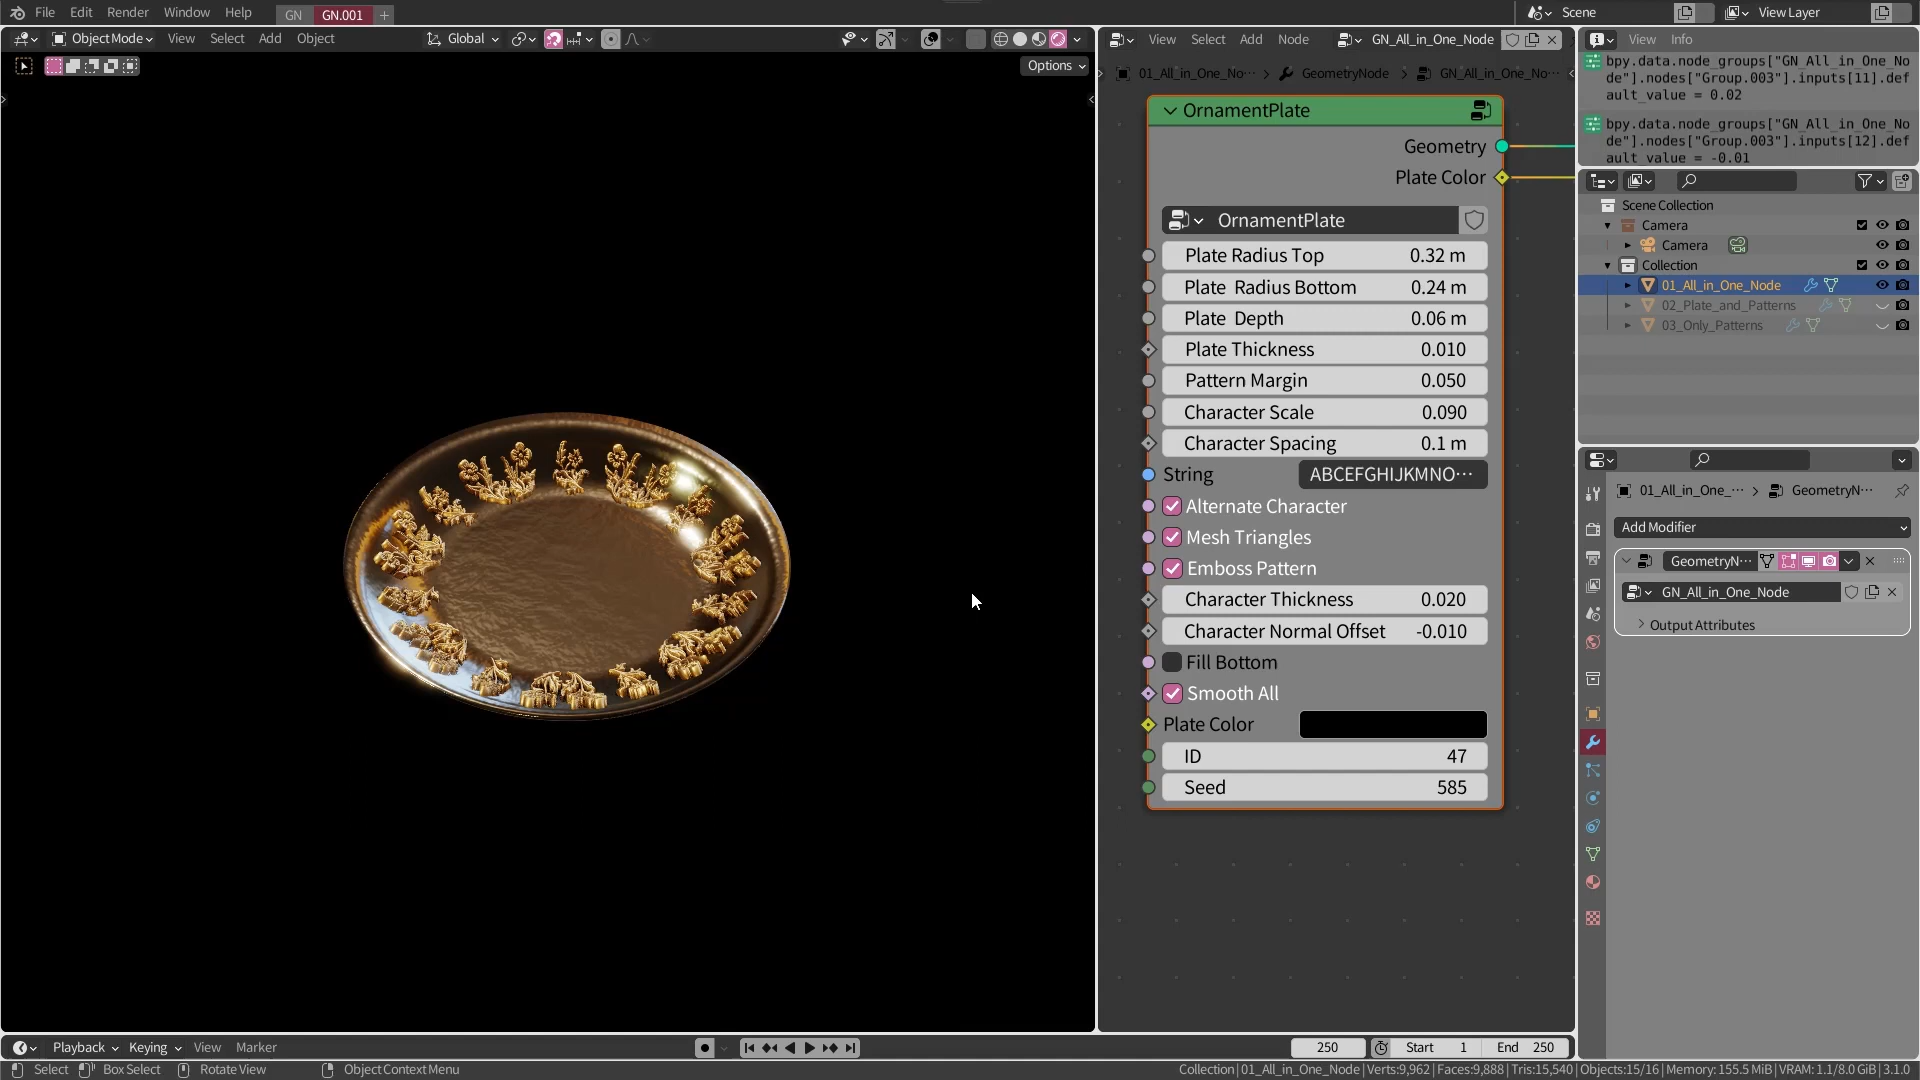 File Edit Render Window Help GN GN.001 Scene View Layer
Object Mode View Select Add Object Global
Options
View Select Add Node GN_All_in_One_Node
01_All_in_One_No··· GeometryNode GN_All_in_One_No···
OrnamentPlate
Geometry
Plate Color
OrnamentPlate
Plate Radius Top 0.32 m
Plate Radius Bottom 0.24 m
Plate Depth 0.06 m
Plate Thickness 0.010
Pattern Margin 0.050
Character Scale 0.090
Character Spacing 0.1 m
String ABCEFGHIJKMNO···
Alternate Character
Mesh Triangles
Emboss Pattern
Character Thickness 0.020
Character Normal Offset -0.010
Fill Bottom
Smooth All
Plate Color
ID 47
Seed 585
View Info
bpy.data.node_groups["GN_All_in_One_No
de"].nodes["Group.003"].inputs[11].def
ault_value = 0.02
bpy.data.node_groups["GN_All_in_One_No
de"].nodes["Group.003"].inputs[12].def
ault_value = -0.01
Scene Collection
Camera
Camera
Collection
01_All_in_One_Node
02_Plate_and_Patterns
03_Only_Patterns
01_All_in_One_··· GeometryN···
Add Modifier
GeometryN···
GN_All_in_One_Node
Output Attributes
Playback Keying View Marker 250 Start 1 End 250
Select Box Select Rotate View Object Context Menu Collection | 01_All_in_One_Node | Verts:9,962 | Faces:9,888 | Tris:15,540 | Objects:15/16 | Memory: 155.5 MiB | VRAM: 1.1/8.0 GiB | 3.1.0